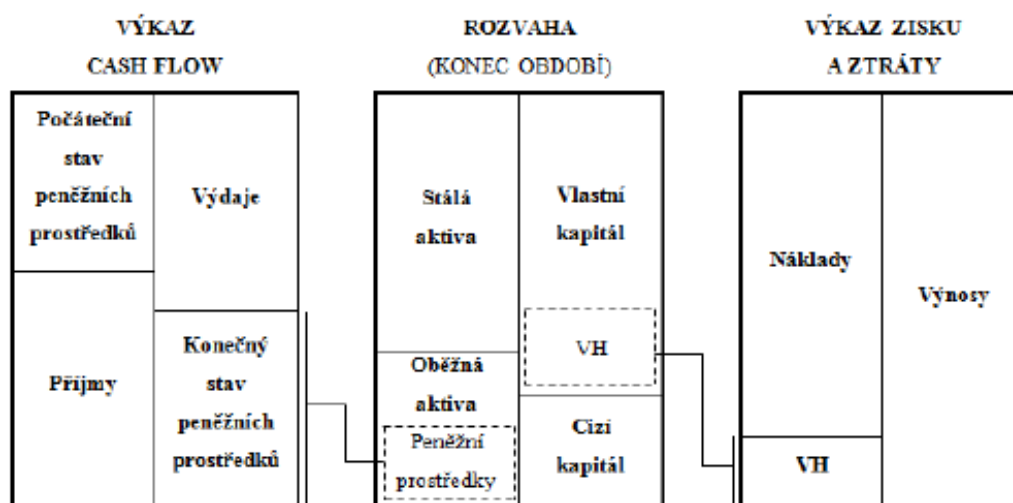 VÝKAZ
CASH FLOW
ROZVAHA
(KONEC OBDOBÍ)
VÝKAZ ZISKU
A ZTRÁTY
Počáteční
stav
peněžních
prostředků
Výdaje
Příjmy
Konečný
stav
peněžních
prostředků
Stálá
aktiva
Vlastní
kapitál
VH
Oběžná
aktiva
Peněžní
prostředky
Cizí
kapitál
Náklady
Výnosy
VH